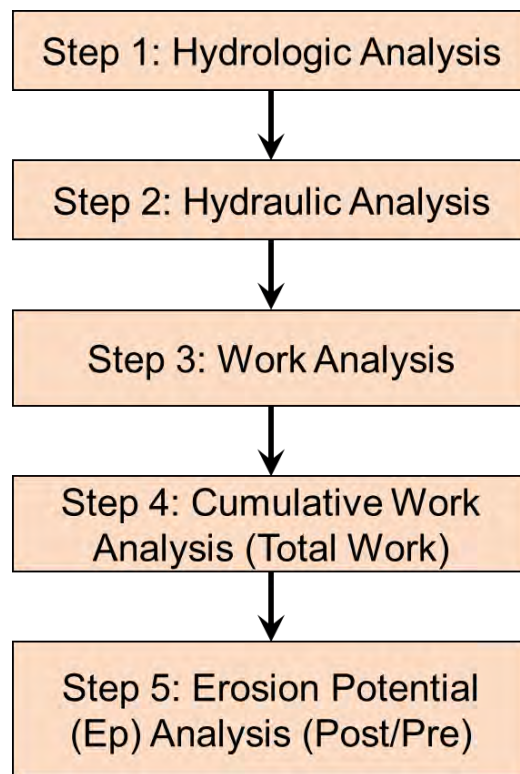 Step 1: Hydrologic Analysis
Step 2: Hydraulic Analysis
Step 3: Work Analysis
Step 4: Cumulative Work
Analysis (Total Work)
Step 5: Erosion Potential
(Ep) Analysis (Post/Pre)